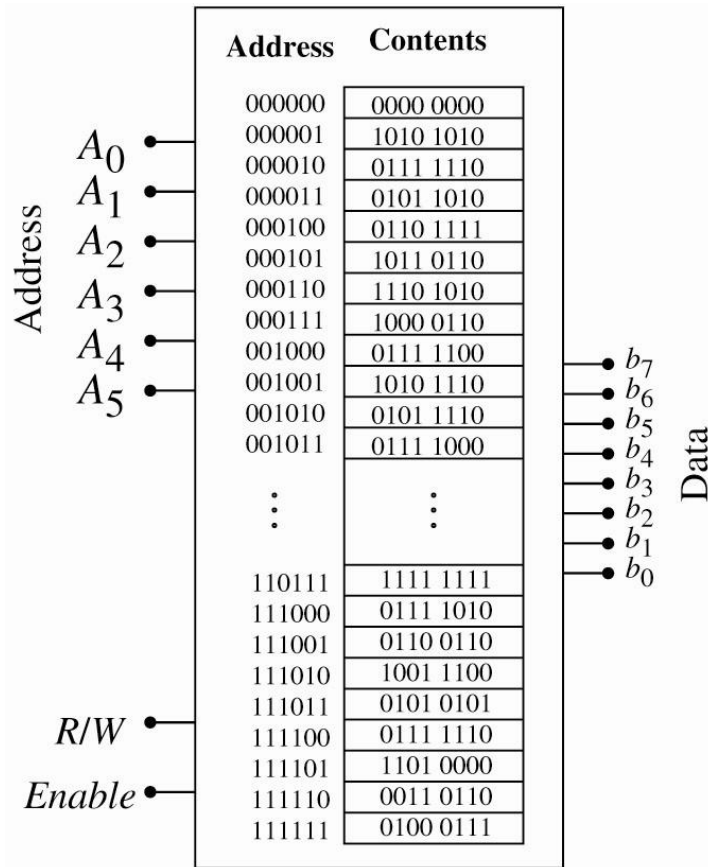 Address Contents
000000 0000 0000
000001 1010 1010
000010 0111 1110
000011 0101 1010
000100 0110 1111
000101 1011 0110
000110 1110 1010
000111 1000 0110
001000 0111 1100
001001 1010 1110
001010 0101 1110
001011 0111 1000
110111 1111 1111
111000 0111 1010
111001 0110 0110
111010 1001 1100
111011 0101 0101
111100 0111 1110
111101 1101 0000
111110 0011 0110
111111 0100 0111
Address
A0
A1
A2
A3
A4
A5
R/W
Enable
b7
b6
b5
b4
b3
b2
b1
b0
Data